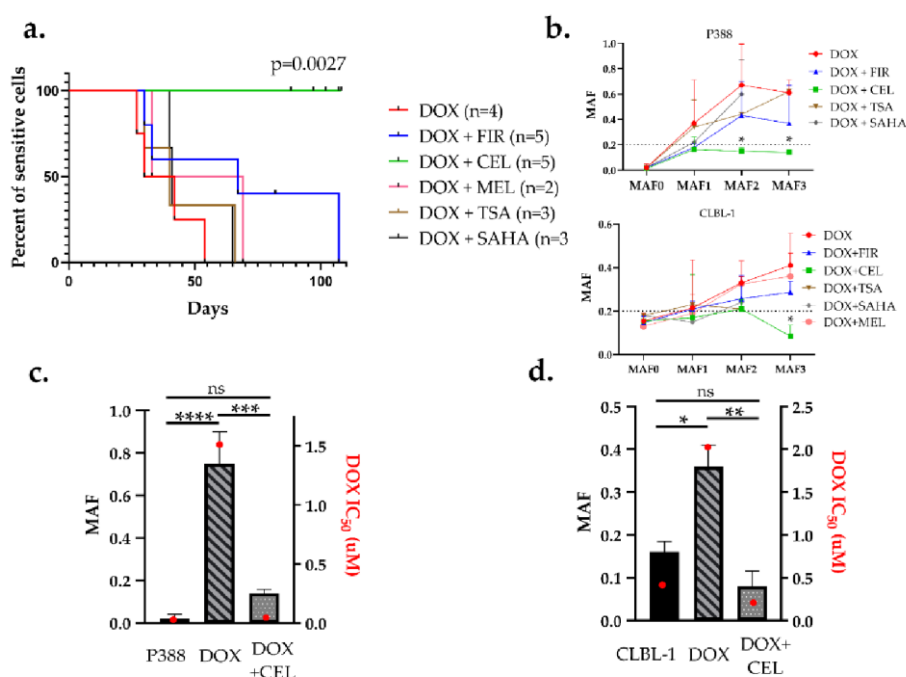 a.
p=0.0027
Percent of sensitive cells
100
50
0
0
50
100
Days
DOX (n=4)
DOX + FIR (n=5)
DOX + CEL (n=5)
DOX + MEL (n=2)
DOX + TSA (n=3)
DOX + SAHA (n=3
b.
P388
MAF
1.0
0.8
0.6
0.4
0.2
0.0
* *
MAF0 MAF1 MAF2 MAF3
DOX
DOX + FIR
DOX + CEL
DOX + TSA
DOX + SAHA
CLBL-1
MAF
0.6
0.4
0.2
0.0
*
MAF0 MAF1 MAF2 MAF3
DOX
DOX+FIR
DOX+CEL
DOX+TSA
DOX+SAHA
DOX+MEL
c.
ns
**** ***
MAF
1.0
0.8
0.6
0.4
0.2
0.0
1.5
1.0
0.5
0.0
DOX IC50 (uM)
P388 DOX DOX
+CEL
d.
ns
* **
MAF
0.5
0.4
0.3
0.2
0.1
0.0
2.5
2.0
1.5
1.0
0.5
0.0
DOX IC50 (uM)
CLBL-1 DOX DOX+
CEL